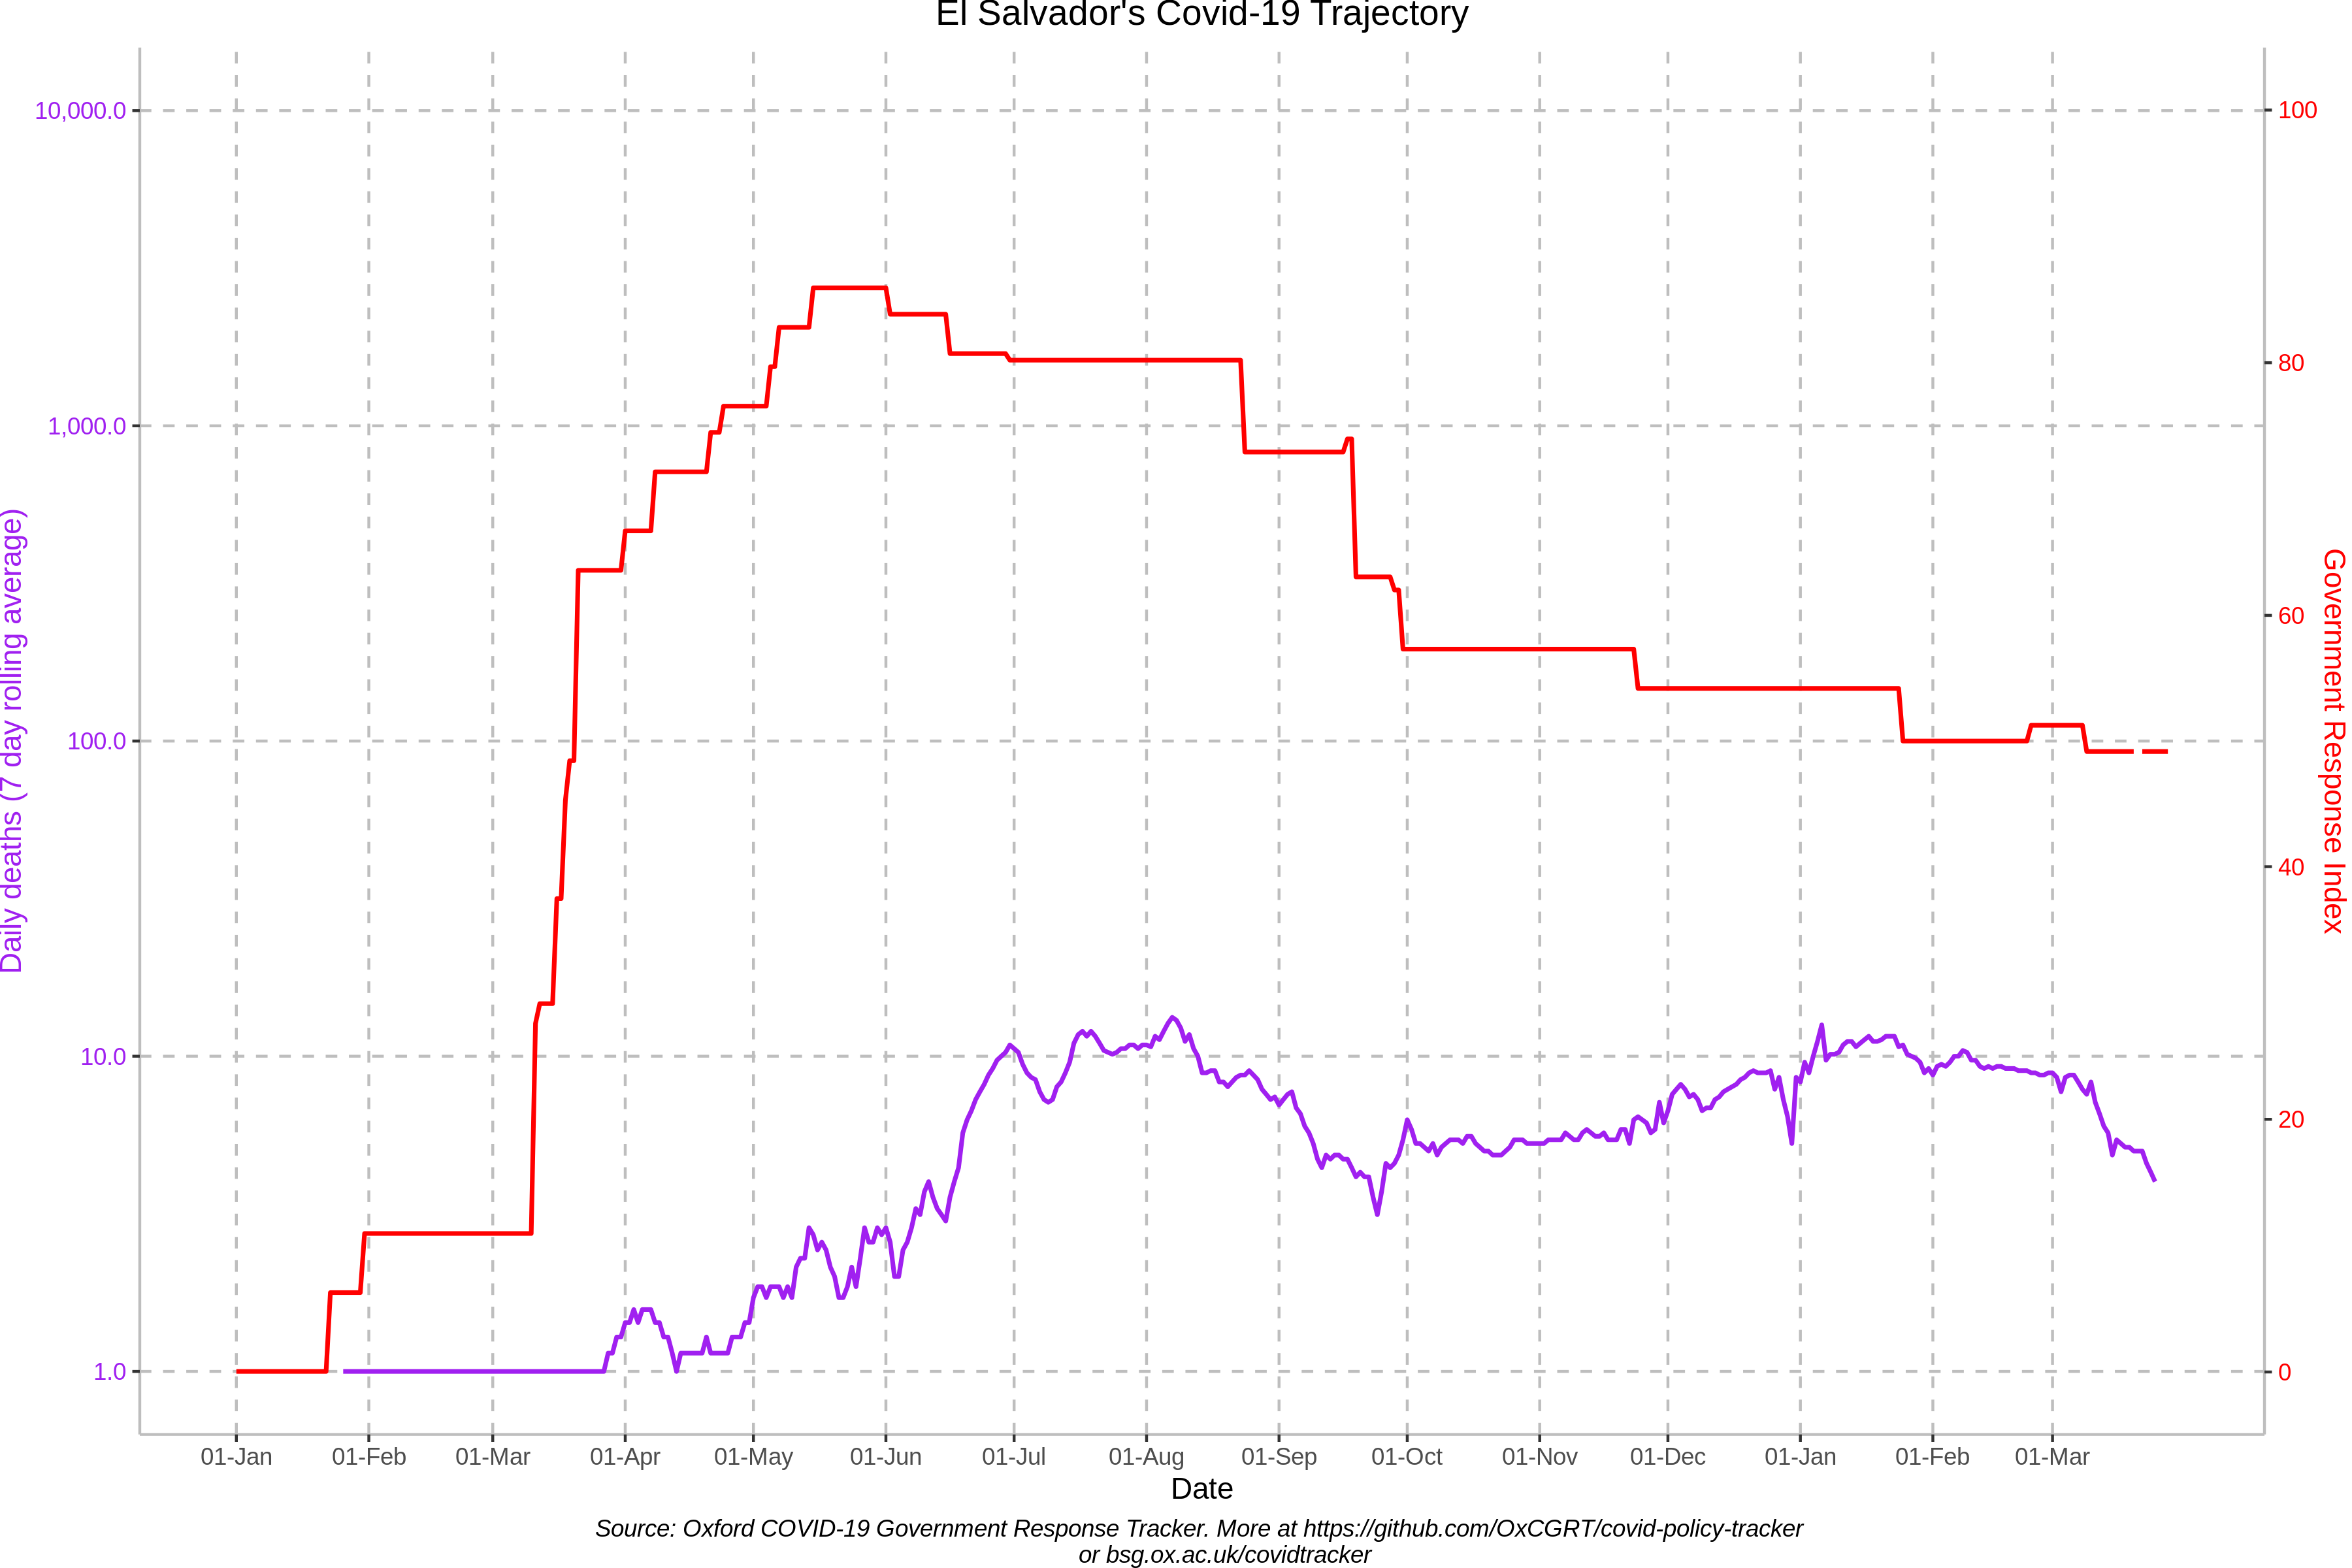 El Salvador's Covid-19 Trajectory
10,000.0
1,000.0
100.0
10.0
1.0
Daily deaths (7 day rolling average)
100
80
60
40
20
0
Government Response Index
01-Jan 01-Feb 01-Mar 01-Apr 01-May 01-Jun 01-Jul 01-Aug 01-Sep 01-Oct 01-Nov 01-Dec 01-Jan 01-Feb 01-Mar
Date
Source: Oxford COVID-19 Government Response Tracker. More at https://github.com/OxCGRT/covid-policy-tracker
or bsg.ox.ac.uk/covidtracker